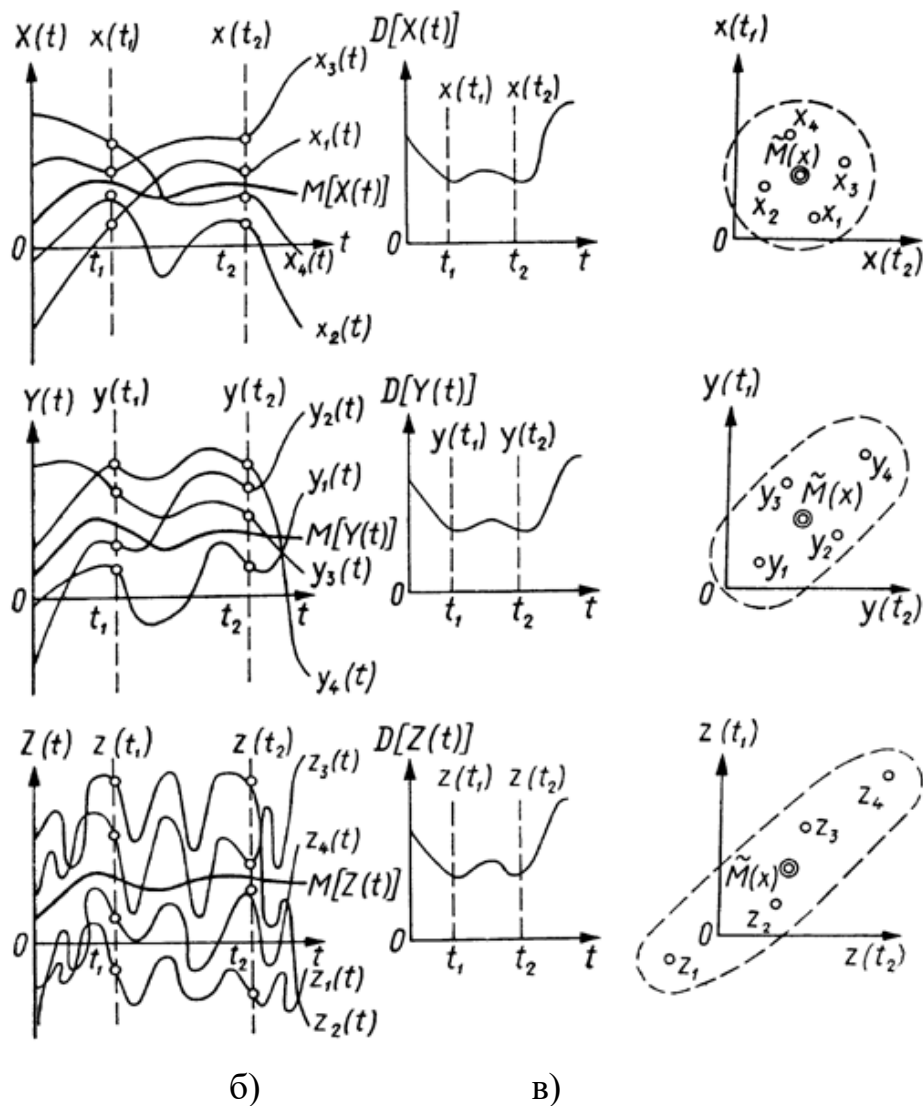 X(t) x(t₁) x(t₂) D[X(t)] x(t₁)
x₃(t) x(t₁) x(t₂)
x₁(t) x₄
M[X(t)] M̃(x) x₃
x₂ x₁
0 t 0 0
t₁ t₂ x₄(t) t₁ t₂ t x(t₂)
x₂(t)
Y(t) y(t₁) y(t₂) D[Y(t)] y(t₁)
y₂(t) y(t₁) y(t₂)
y₁(t) y₃ M̃(x) y₄
M[Y(t)] y₂
y₃(t) y₁
0 t 0 0
t₁ t₂ t₁ t₂ t y(t₂)
y₄(t)
Z(t) z(t₁) z(t₂) D[Z(t)] z(t₁)
z₃(t) z(t₁) z(t₂) z₄
z₄(t) z₃
M[Z(t)] M̃(x)
z₂
0 t 0 0
t₁ t₂ t₁ t₂ t z(t₂)
z₁(t) z₁
z₂(t)
б) в)